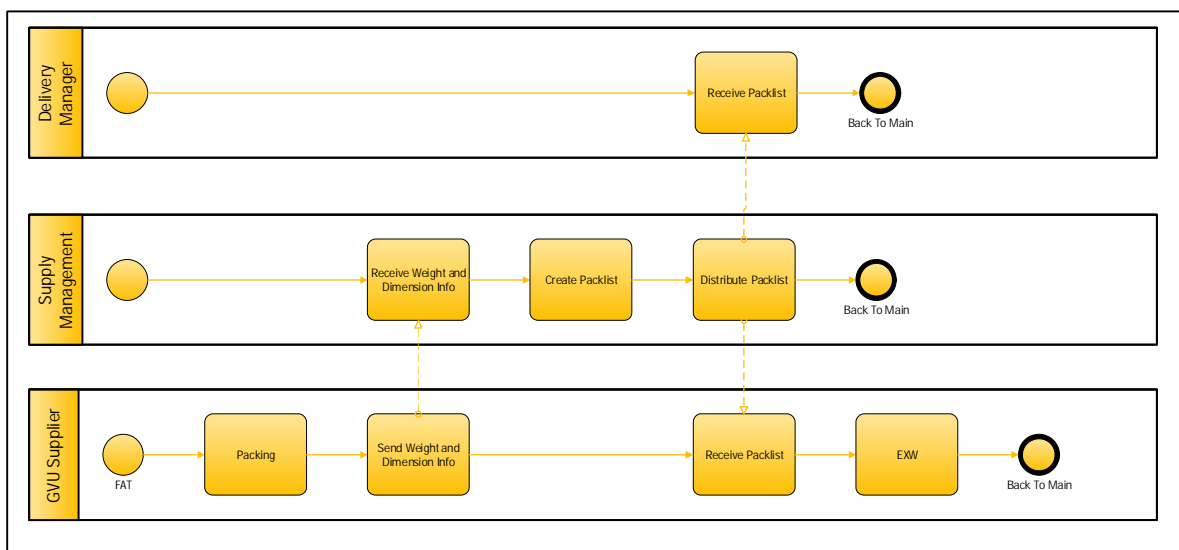 Delivery
Manager
Receive Packlist
Back To Main
Supply
Management
Receive Weight and
Dimension Info
Create Packlist
Distribute Packlist
Back To Main
GVU Supplier
FAT
Packing
Send Weight and
Dimension Info
Receive Packlist
EXW
Back To Main